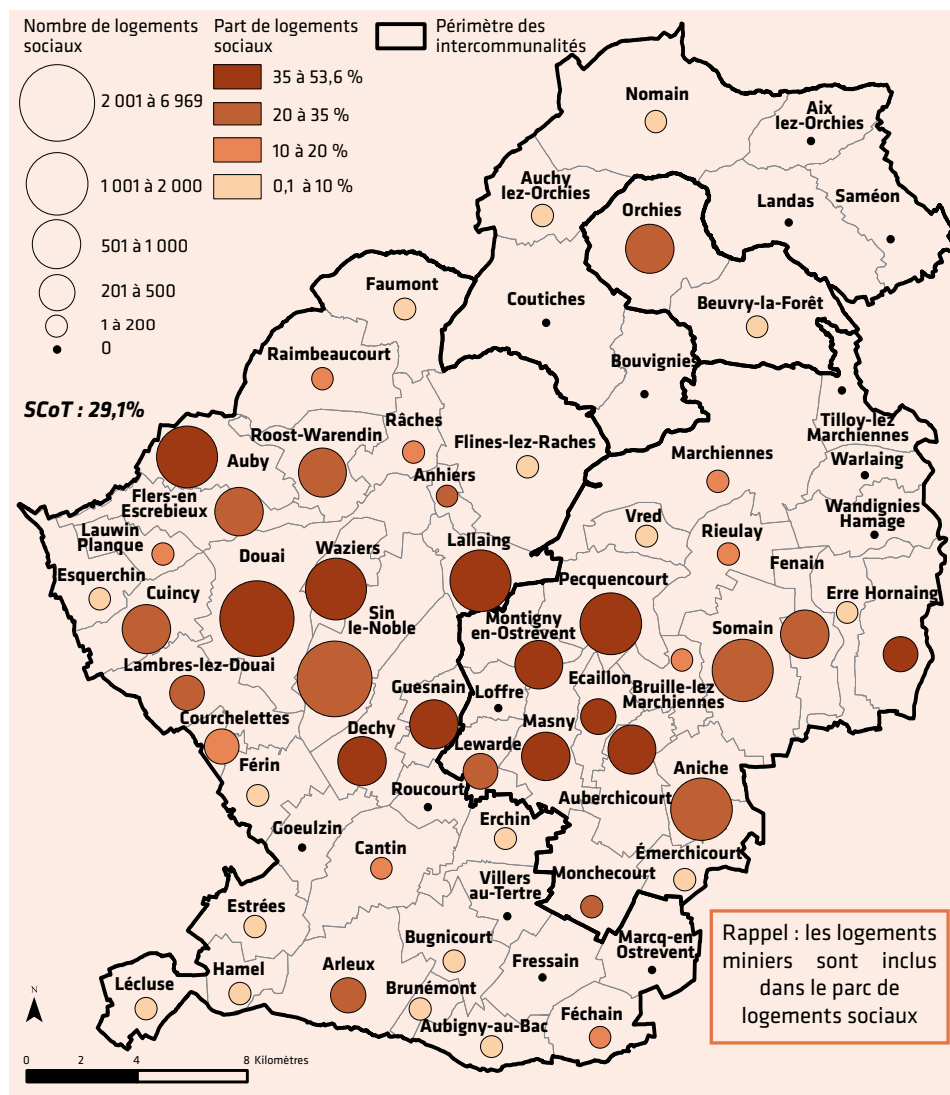 Nombre de logements
sociaux
2 001 à 6 969
1 001 à 2 000
501 à 1 000
201 à 500
1 à 200
0
Part de logements
sociaux
35 à 53,6 %
20 à 35 %
10 à 20 %
0,1 à 10 %
Périmètre des
intercommunalités
SCoT : 29,1%
Nomain
Aix
lez-Orchies
Auchy
lez-Orchies
Orchies
Landas
Saméon
Faumont
Coutiches
Beuvry-la-Forêt
Raimbeaucourt
Bouvignies
Râches
Roost-Warendin
Flines-lez-Raches
Tilloy-lez
Marchiennes
Auby
Marchiennes
Warlaing
Anhiers
Flers-en
Escrebieux
Vred
Rieulay
Wandignies
Hamage
Lauwin
Planque
Douai
Waziers
Lallaing
Fenain
Esquerchin
Cuincy
Pecquencourt
Erre
Hornaing
Sin
le-Noble
Montigny
en-Ostrevent
Somain
Lambres-lez-Douai
Guesnain
Loffre
Ecaillon
Bruille-lez
Marchiennes
Courchelettes
Dechy
Masny
Lewarde
Férin
Aniche
Roucourt
Auberchicourt
Goeulzin
Erchin
Cantin
Émerchicourt
Villers
au-Tertre
Monchecourt
Estrées
Bugnicourt
Marcq-en
Ostrevent
Fressain
Hamel
Arleux
Lécluse
Brunémont
Aubigny-au-Bac
Féchain
Rappel : les logements
miniers sont inclus
dans le parc de
logements sociaux
N
0 2 4 8 Kilomètres